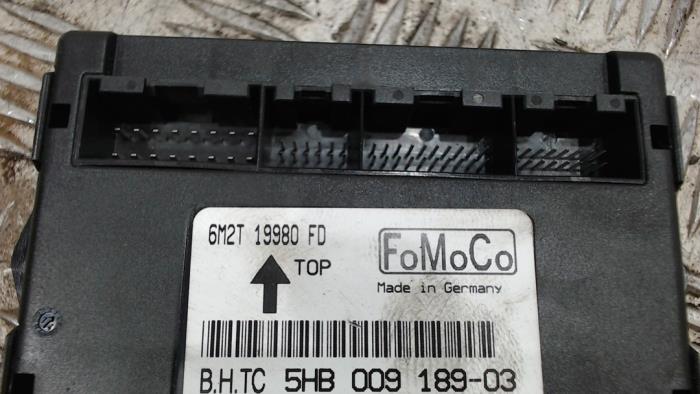 6M2T 19980 FD
TOP
FoMoCo
Made in Germany
B.H.TC 5HB 009 189-03